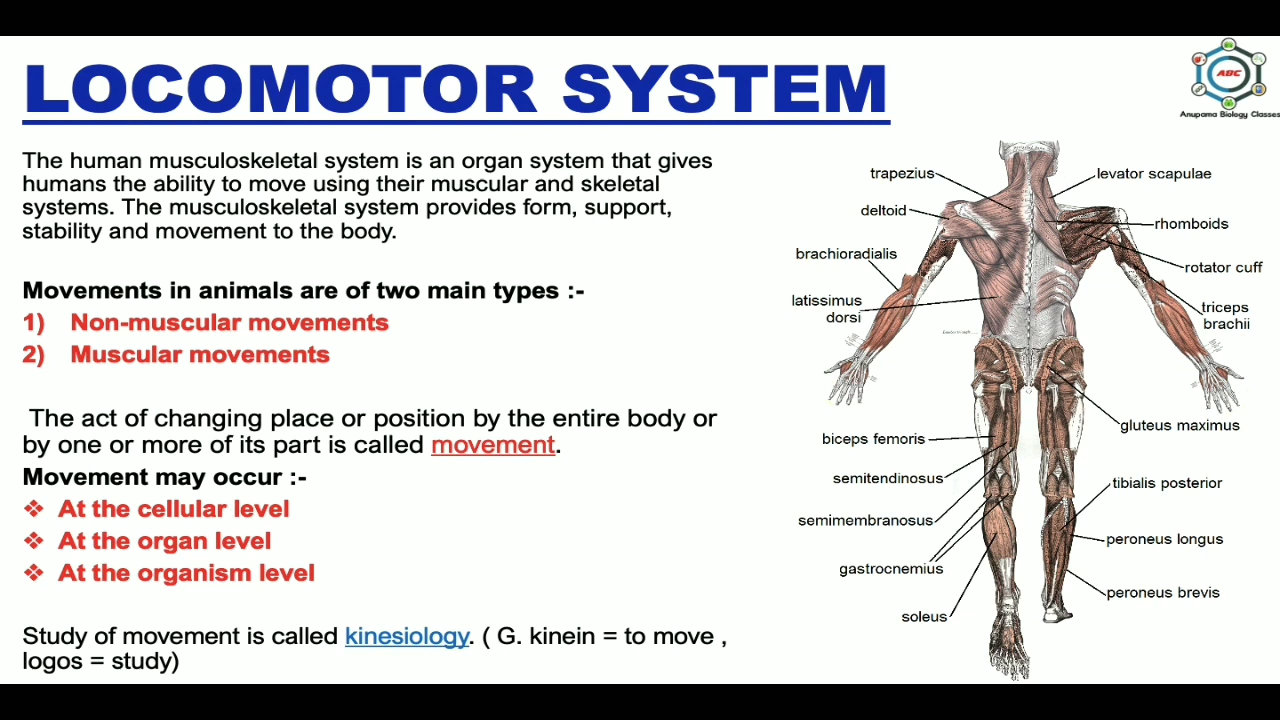 LOCOMOTOR SYSTEM
ABC
Anupama Biology Classes
The human musculoskeletal system is an organ system that gives
humans the ability to move using their muscular and skeletal
systems. The musculoskeletal system provides form, support,
stability and movement to the body.
Movements in animals are of two main types :-
1) Non-muscular movements
2) Muscular movements
The act of changing place or position by the entire body or
by one or more of its part is called movement.
Movement may occur :-
❖ At the cellular level
❖ At the organ level
❖ At the organism level
Study of movement is called kinesiology. ( G. kinein = to move ,
logos = study)
trapezius
deltoid
brachioradialis
latissimus
dorsi
biceps femoris
semitendinosus
semimembranosus
gastrocnemius
soleus
levator scapulae
rhomboids
rotator cuff
triceps
brachii
gluteus maximus
tibialis posterior
peroneus longus
peroneus brevis